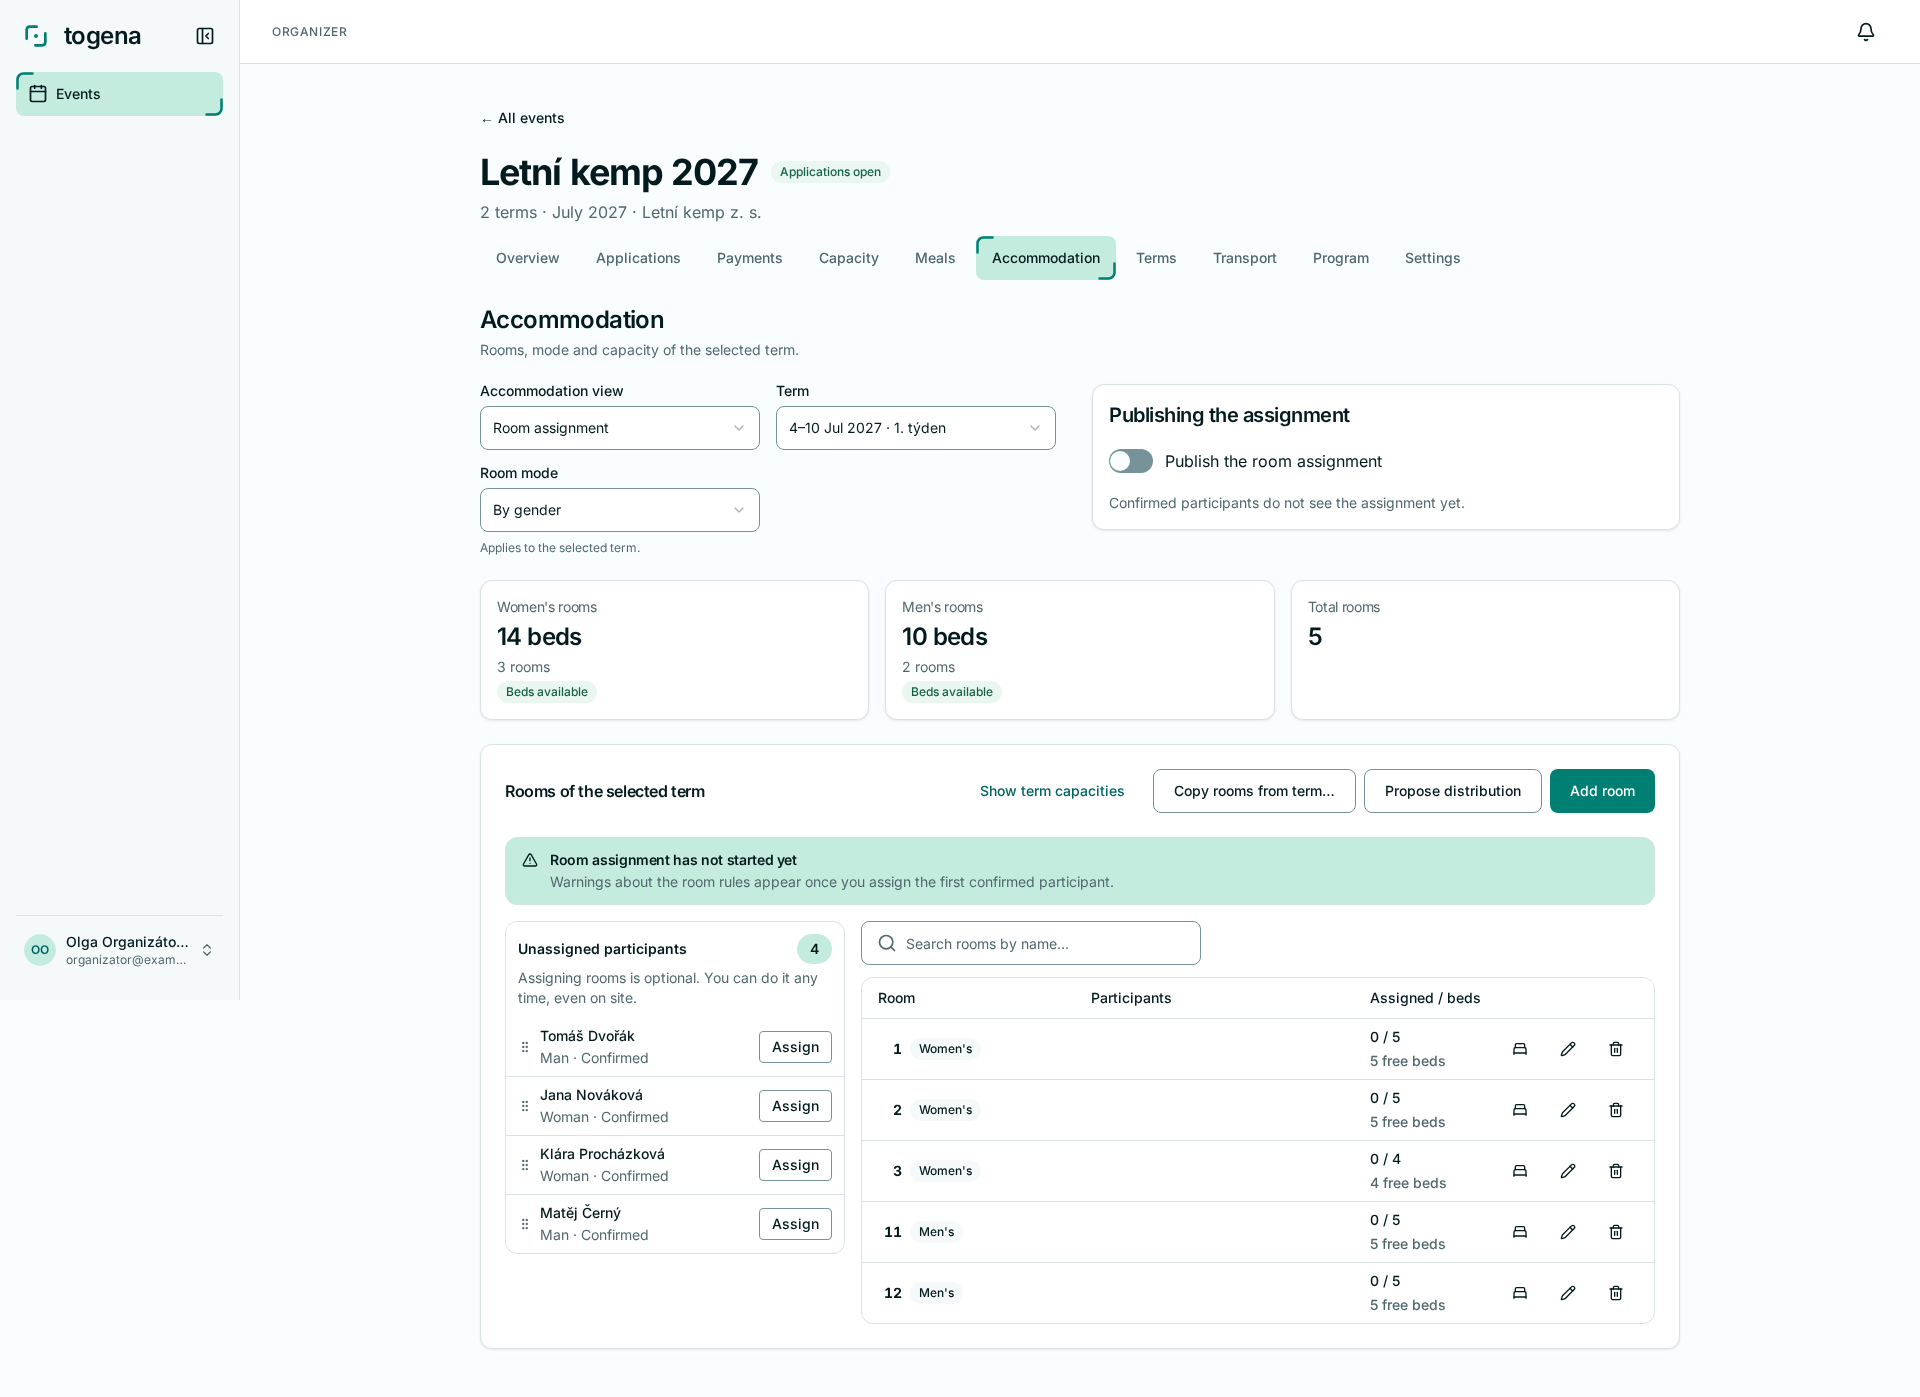 togena
ORGANIZER
Events
← All events
Letní kemp 2027
Applications open
2 terms · July 2027 · Letní kemp z. s.
Overview
Applications
Payments
Capacity
Meals
Accommodation
Terms
Transport
Program
Settings
Accommodation
Rooms, mode and capacity of the selected term.
Accommodation view
Room assignment
Term
4–10 Jul 2027 · 1. týden
Room mode
By gender
Applies to the selected term.
Publishing the assignment
Publish the room assignment
Confirmed participants do not see the assignment yet.
Women's rooms
14 beds
3 rooms
Beds available
Men's rooms
10 beds
2 rooms
Beds available
Total rooms
5
Rooms of the selected term
Show term capacities
Copy rooms from term...
Propose distribution
Add room
Room assignment has not started yet
Warnings about the room rules appear once you assign the first confirmed participant.
Unassigned participants
4
Assigning rooms is optional. You can do it any
time, even on site.
Tomáš Dvořák
Man · Confirmed
Assign
Jana Nováková
Woman · Confirmed
Assign
Klára Procházková
Woman · Confirmed
Assign
Matěj Černý
Man · Confirmed
Assign
Search rooms by name...
Room
Participants
Assigned / beds
1 Women's
0 / 5
5 free beds
2 Women's
0 / 5
5 free beds
3 Women's
0 / 4
4 free beds
11 Men's
0 / 5
5 free beds
12 Men's
0 / 5
5 free beds
OO
Olga Organizáto...
organizator@exam...